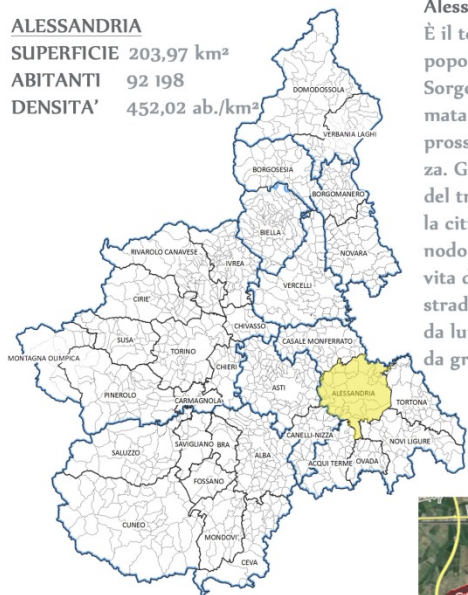 ALESSANDRIA
SUPERFICIE 203,97 km²
ABITANTI 92 198
DENSITA' 452,02 ab./km²
DOMODOSSOLA
VERBANIA LAGHI
BORGOSESIA
BORGOMANERO
BIELLA
NOVARA
RIVAROLO CANAVESE
IVREA
VERCELLI
CIRIE'
CHIVASSO
CASALE MONFERRATO
SUSA
TORINO
CHIERI
MONTAGNA OLIMPICA
ASTI
ALESSANDRIA
TORTONA
PINEROLO
CARMAGNOLA
CANELLI-NIZZA
NOVI LIGURE
SALUZZO
SAVIGLIANO
BRA
ALBA
ACQUI TERME
OVADA
FOSSANO
CUNEO
MONDOVI'
CEVA
Aless
È il te
popo
Sorge
mata
pross
za. G
del tr
la cit
nodo
vita d
strad
da lu
da gr